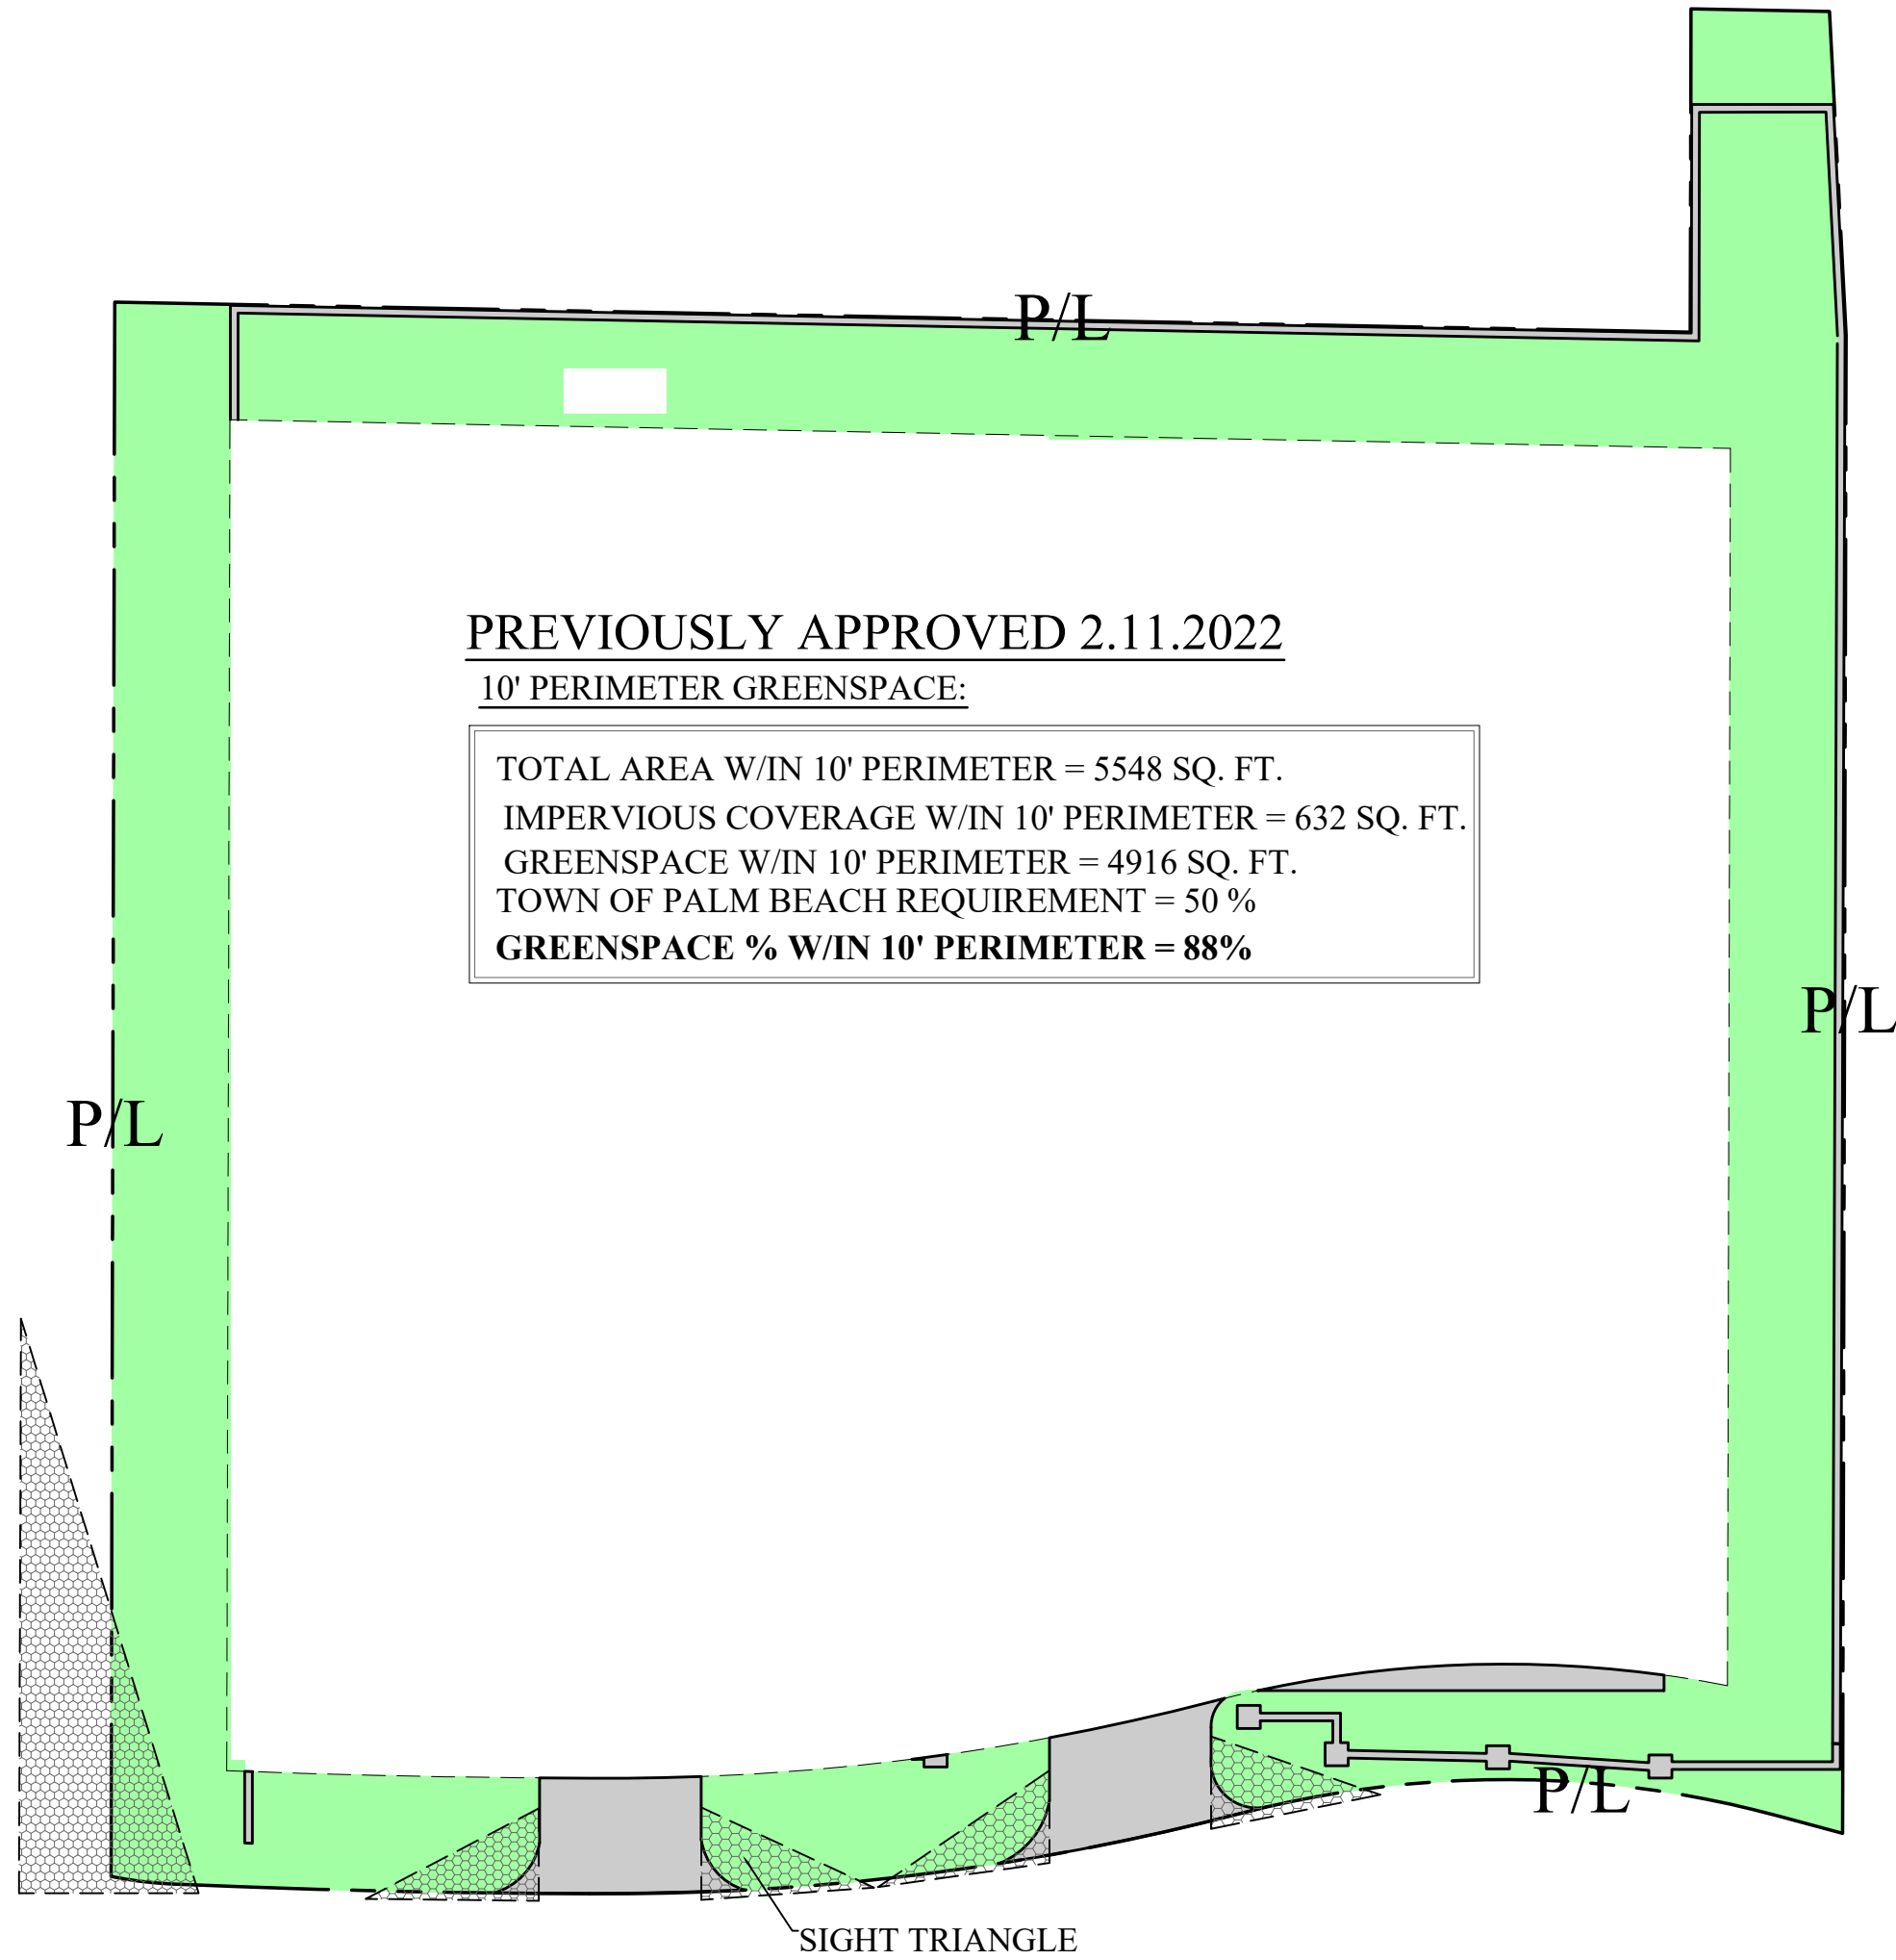 P/L
PREVIOUSLY APPROVED 2.11.2022
10' PERIMETER GREENSPACE:
TOTAL AREA W/IN 10' PERIMETER = 5548 SQ. FT.
IMPERVIOUS COVERAGE W/IN 10' PERIMETER = 632 SQ. FT.
GREENSPACE W/IN 10' PERIMETER = 4916 SQ. FT.
TOWN OF PALM BEACH REQUIREMENT = 50 %
GREENSPACE % W/IN 10' PERIMETER = 88%
P/L
P/L
P/L
SIGHT TRIANGLE